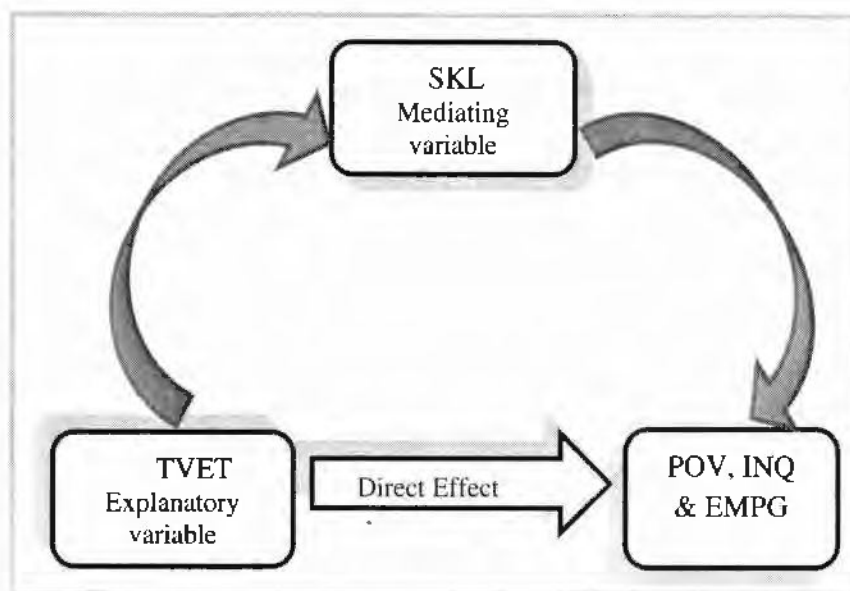 SKL
Mediating
variable
TVET
Explanatory
variable
Direct Effect
POV, INQ
& EMPG